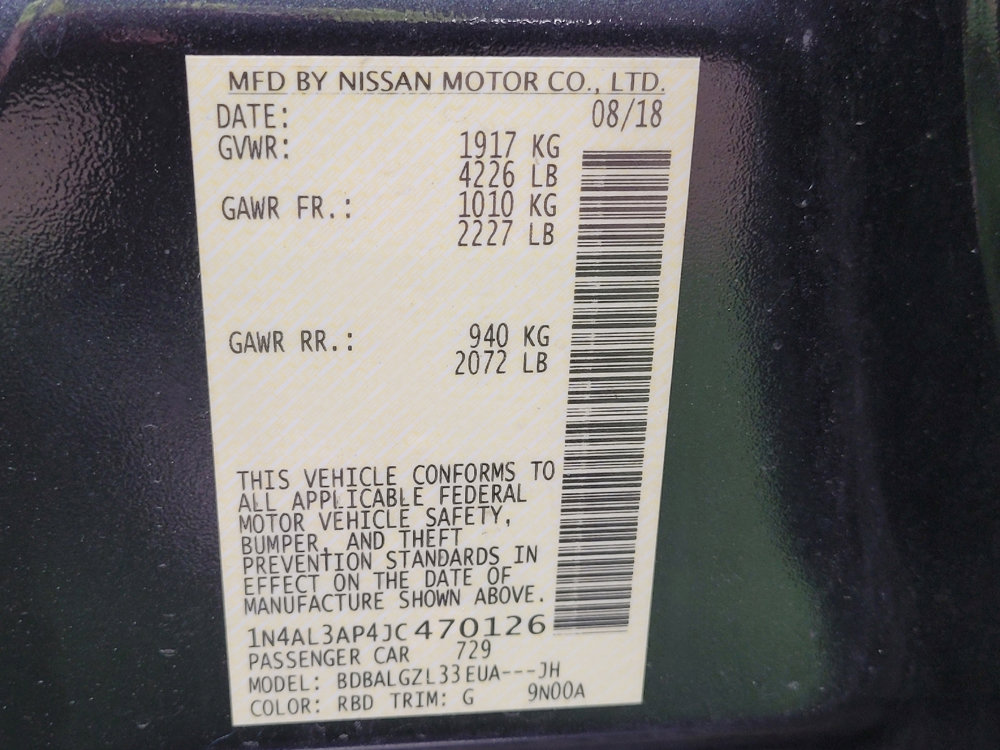 MFD BY NISSAN MOTOR CO., LTD.
DATE: 08/18
GVWR: 1917 KG
4226 LB
GAWR FR.: 1010 KG
2227 LB
GAWR RR.: 940 KG
2072 LB
THIS VEHICLE CONFORMS TO
ALL APPLICABLE FEDERAL
MOTOR VEHICLE SAFETY,
BUMPER, AND THEFT
PREVENTION STANDARDS IN
EFFECT ON THE DATE OF
MANUFACTURE SHOWN ABOVE.
1N4AL3AP4JC470126
PASSENGER CAR 729
MODEL: BDBALGZL33EUA---JH
COLOR: RBD TRIM: G 9N00A